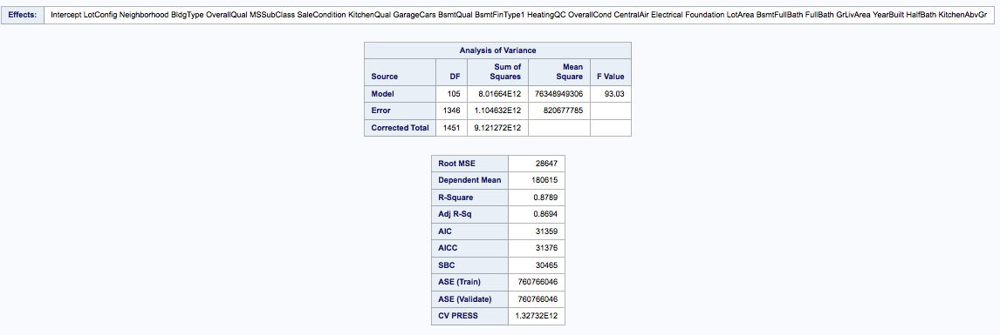 Effects: Intercept LotConfig Neighborhood BldgType OverallQual MSSubClass SaleCondition KitchenQual GarageCars BsmtQual BsmtFinType1 HeatingQC OverallCond CentralAir Electrical Foundation LotArea BsmtFullBath FullBath GrLivArea YearBuilt HalfBath KitchenAbvGr
Analysis of Variance
Source DF Sum of Squares Mean Square F Value
Model 105 8.01664E12 76348949306 93.03
Error 1346 1.104632E12 820677785
Corrected Total 1451 9.121272E12
Root MSE 28647
Dependent Mean 180615
R-Square 0.8789
Adj R-Sq 0.8694
AIC 31359
AICC 31376
SBC 30465
ASE (Train) 760766046
ASE (Validate) 760766046
CV PRESS 1.32732E12